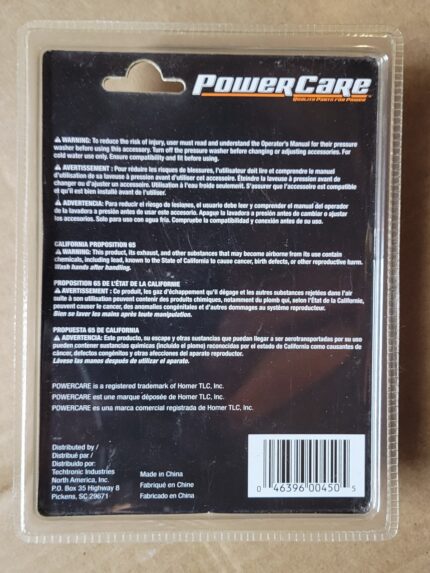 POWERCARE
QUALITY PARTS FOR PROVEN
⚠ WARNING: To reduce the risk of injury, user must read and understand the Operator's Manual for their pressure
washer before using this accessory. Turn off the pressure washer before changing or adjusting accessories. For
cold water use only. Ensure compatibility and fit before using.
⚠ AVERTISSEMENT : Pour réduire les risques de blessures, l'utilisateur doit lire et comprendre le manuel
d'utilisation de sa laveuse à pression avant d'utiliser cet accessoire. Éteindre la laveuse à pression avant de
changer ou d'ajuster un accessoire. Utilisation à l'eau froide seulement. S'assurer que l'accessoire est compatible
et qu'il est bien installé avant de l'utiliser.
⚠ ADVERTENCIA: Para reducir el riesgo de lesiones, el usuario debe leer y comprender el manual del operador
de la lavadora a presión antes de usar este accesorio. Apague la lavadora a presión antes de cambiar o ajustar
los accesorios. Solo para uso con agua fría. Compruebe la compatibilidad y conexión antes de su uso.
CALIFORNIA PROPOSITION 65
⚠ WARNING: This product, its exhaust, and other substances that may become airborne from its use contain
chemicals, including lead, known to the State of California to cause cancer, birth defects, or other reproductive harm.
Wash hands after handling.
PROPOSITION 65 DE L'ÉTAT DE LA CALIFORNIE
⚠ AVERTISSEMENT : Ce produit, les gaz d'échappement qu'il dégage et les autres substances rejetées dans l'air
suite à son utilisation peuvent contenir des produits chimiques, notamment du plomb qui, selon l'État de la Californie,
peuvent causer le cancer, des anomalies congénitales et d'autres dommages au système reproducteur.
Bien se laver les mains après toute manipulation.
PROPUESTA 65 DE CALIFORNIA
⚠ ADVERTENCIA: Este producto, su escape y otras sustancias que puedan llegar a ser aerotransportadas por su uso
pueden contener sustancias químicas (incluido el plomo) reconocidas por el estado de California como causantes de
cáncer, defectos congénitos y otras afecciones del aparato reproductor.
Lávese las manos después de utilizar el aparato.
POWERCARE is a registered trademark of Homer TLC, Inc.
POWERCARE est une marque déposée de Homer TLC, Inc.
POWERCARE es una marca comercial registrada de Homer TLC, Inc.
Distributed by /
Distribué par /
Distribuido por:
Techtronic Industries
North America, Inc.
P.O. Box 35 Highway 8
Pickens, SC 29671
Made in China
Fabriqué en Chine
Fabricado en China
0 46396 00450 5